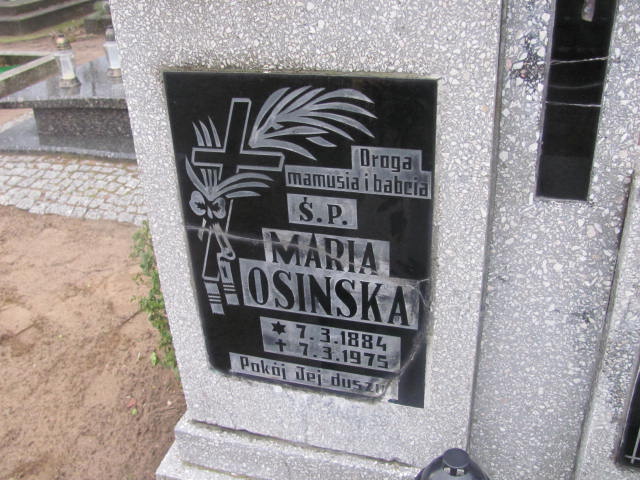 Droga
mamusia i babcia
Ś.P.
MARIA
OSINSKA
* 7.3.1884
+ 7.3.1975
Pokój Jej duszy